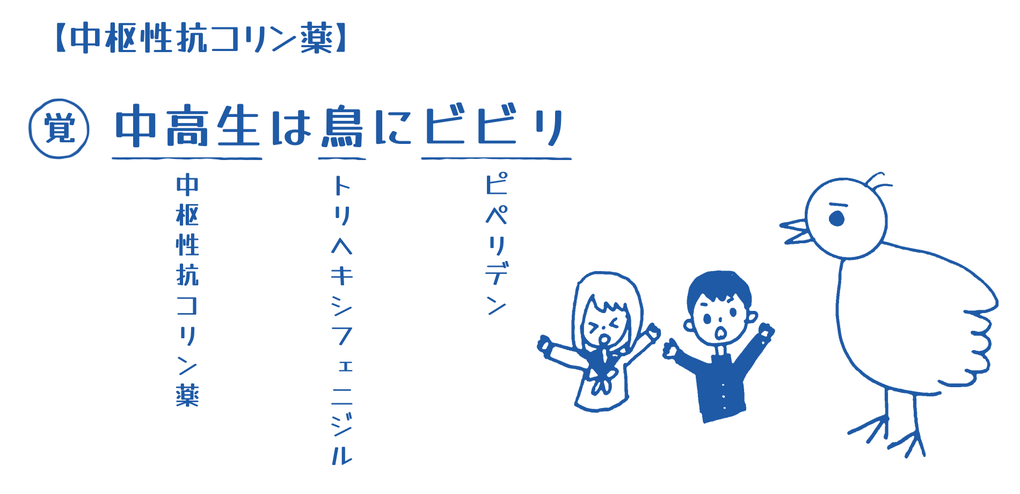 【中枢性抗コリン薬】
覚 中高生は鳥にビビリ
中枢性抗コリン薬
トリヘキシフェニジル
ピペリデン